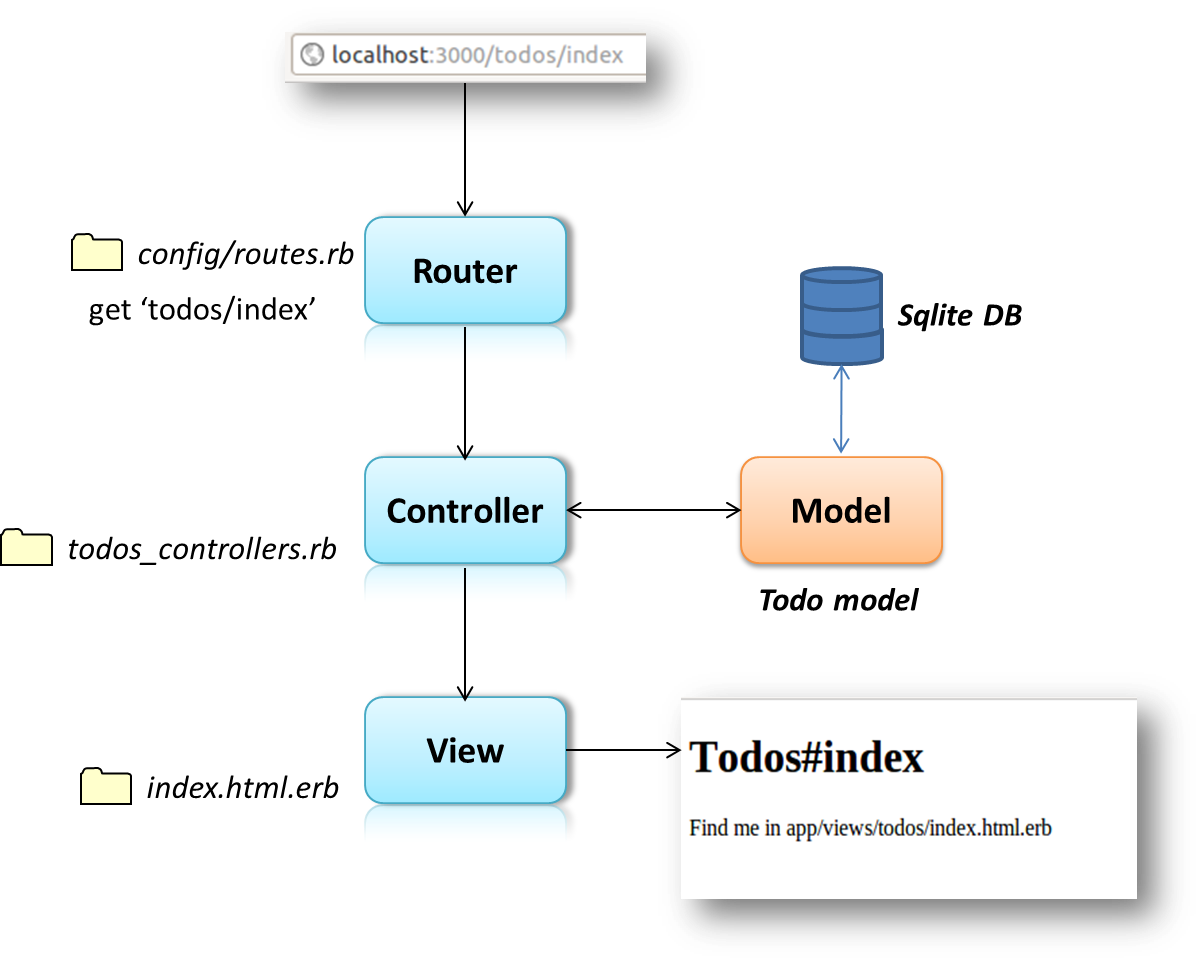 localhost:3000/todos/index
config/routes.rb
get ‘todos/index’
Router
Sqlite DB
Controller
Model
todos_controllers.rb
Todo model
View
index.html.erb
Todos#index
Find me in app/views/todos/index.html.erb